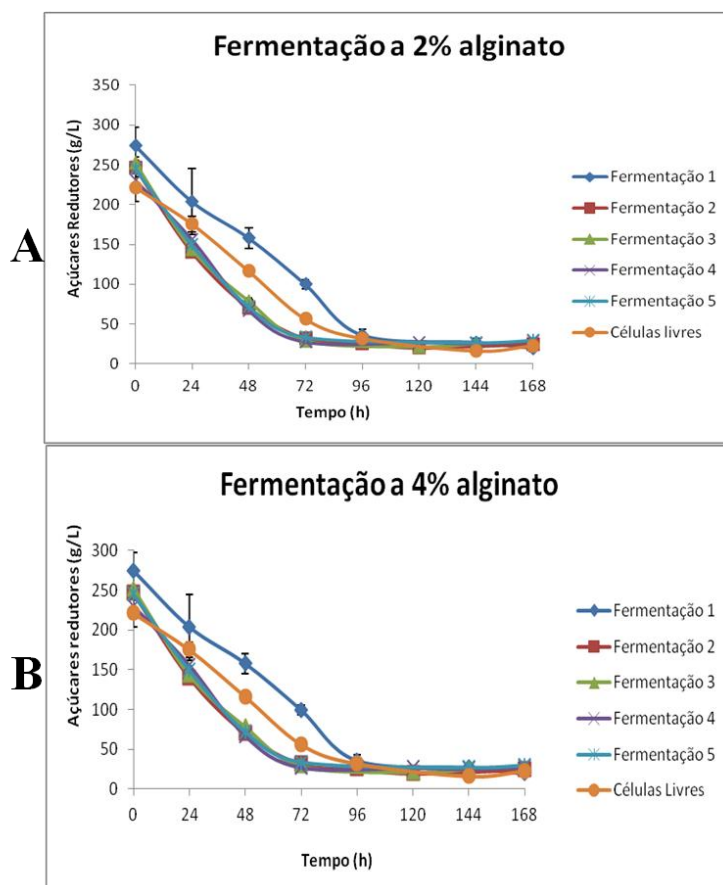 Fermentação a 2% alginato
A
Açúcares Redutores (g/L)
350
300
250
200
150
100
50
0
0 24 48 72 96 120 144 168
Tempo (h)
Fermentação 1
Fermentação 2
Fermentação 3
Fermentação 4
Fermentação 5
Células livres
Fermentação a 4% alginato
B
Açúcares redutores (g/L)
300
250
200
150
100
50
0
0 24 48 72 96 120 144 168
Tempo (h)
Fermentação 1
Fermentação 2
Fermentação 3
Fermentação 4
Fermentação 5
Células Livres